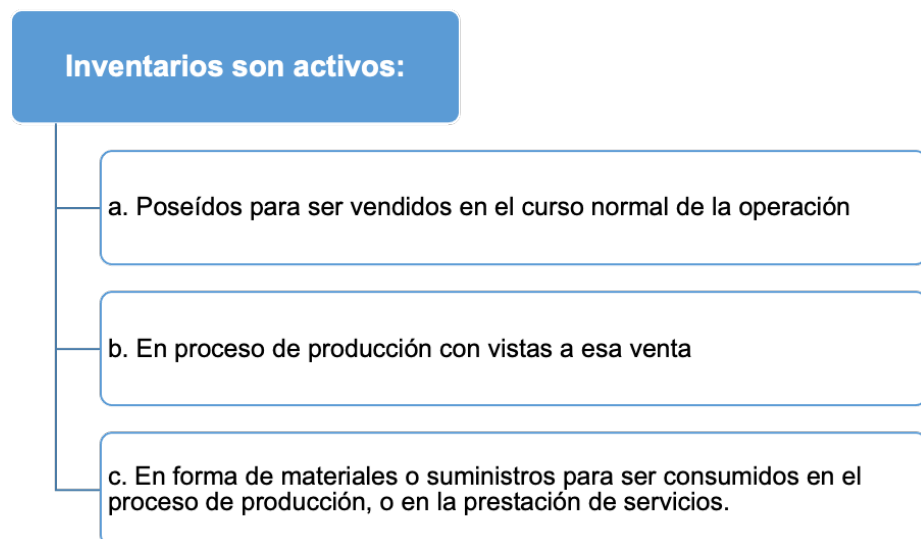 Inventarios son activos:
a. Poseídos para ser vendidos en el curso normal de la operación
b. En proceso de producción con vistas a esa venta
c. En forma de materiales o suministros para ser consumidos en el
proceso de producción, o en la prestación de servicios.